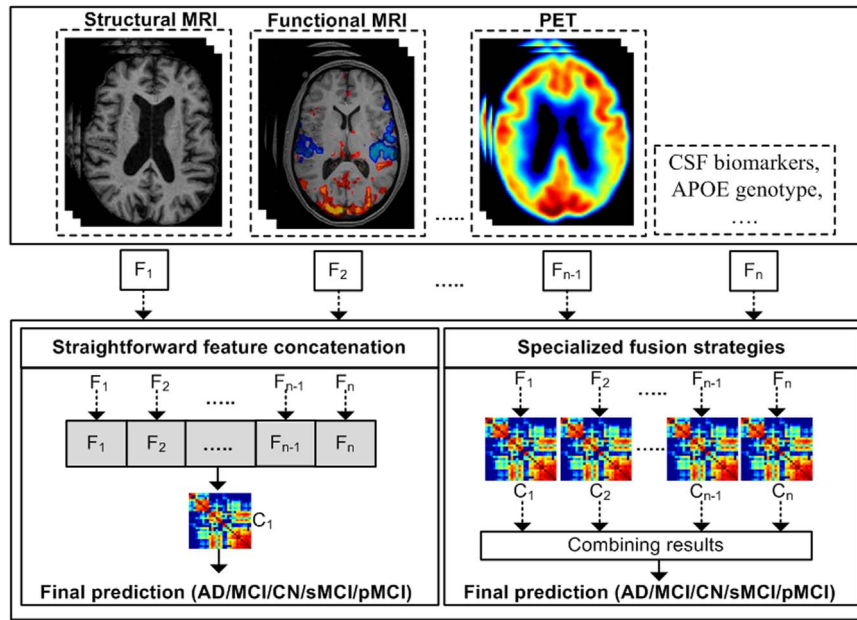 Structural MRI
Functional MRI
PET
CSF biomarkers,
APOE genotype,
....
.....
F1
F2
.....
Fn-1
Fn
Straightforward feature concatenation
F1
F2
.....
Fn-1
Fn
F1
F2
.....
Fn-1
Fn
C1
Final prediction (AD/MCI/CN/sMCI/pMCI)
Specialized fusion strategies
F1
F2
.....
Fn-1
Fn
.....
C1
C2
Cn-1
Cn
Combining results
Final prediction (AD/MCI/CN/sMCI/pMCI)